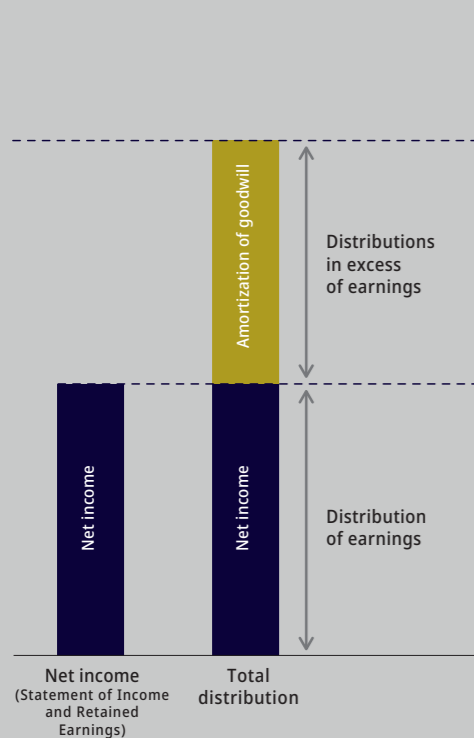 Amortization of goodwill
Distributions
in excess
of earnings
Net income
Net income
Distribution
of earnings
Net income
(Statement of Income
and Retained
Earnings)
Total
distribution